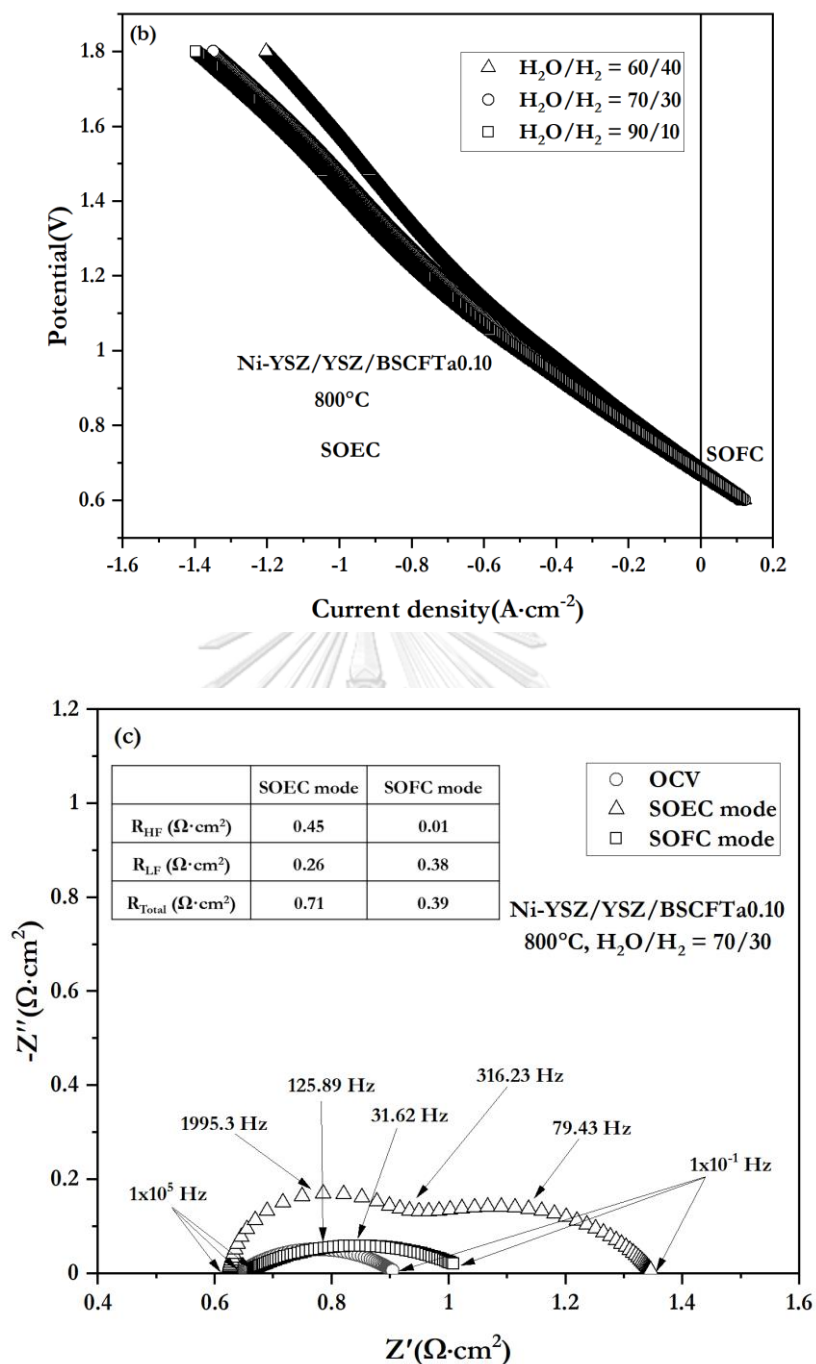 (b)
1.8
1.6
1.4
1.2
1
0.8
0.6
Potential(V)
H₂O/H₂ = 60/40
H₂O/H₂ = 70/30
H₂O/H₂ = 90/10
Ni-YSZ/YSZ/BSCFTa0.10
800°C
SOEC
SOFC
-1.6 -1.4 -1.2 -1 -0.8 -0.6 -0.4 -0.2 0 0.2
Current density(A·cm⁻²)
(c)
1.2
1
0.8
0.6
0.4
0.2
0
-Z''(Ω·cm²)
SOEC mode SOFC mode
R_HF (Ω·cm²) 0.45 0.01
R_LF (Ω·cm²) 0.26 0.38
R_Total (Ω·cm²) 0.71 0.39
OCV
SOEC mode
SOFC mode
Ni-YSZ/YSZ/BSCFTa0.10
800°C, H₂O/H₂ = 70/30
125.89 Hz
316.23 Hz
1995.3 Hz
31.62 Hz
79.43 Hz
1x10⁵ Hz
1x10⁻¹ Hz
0.4 0.6 0.8 1 1.2 1.4 1.6
Z'(Ω·cm²)